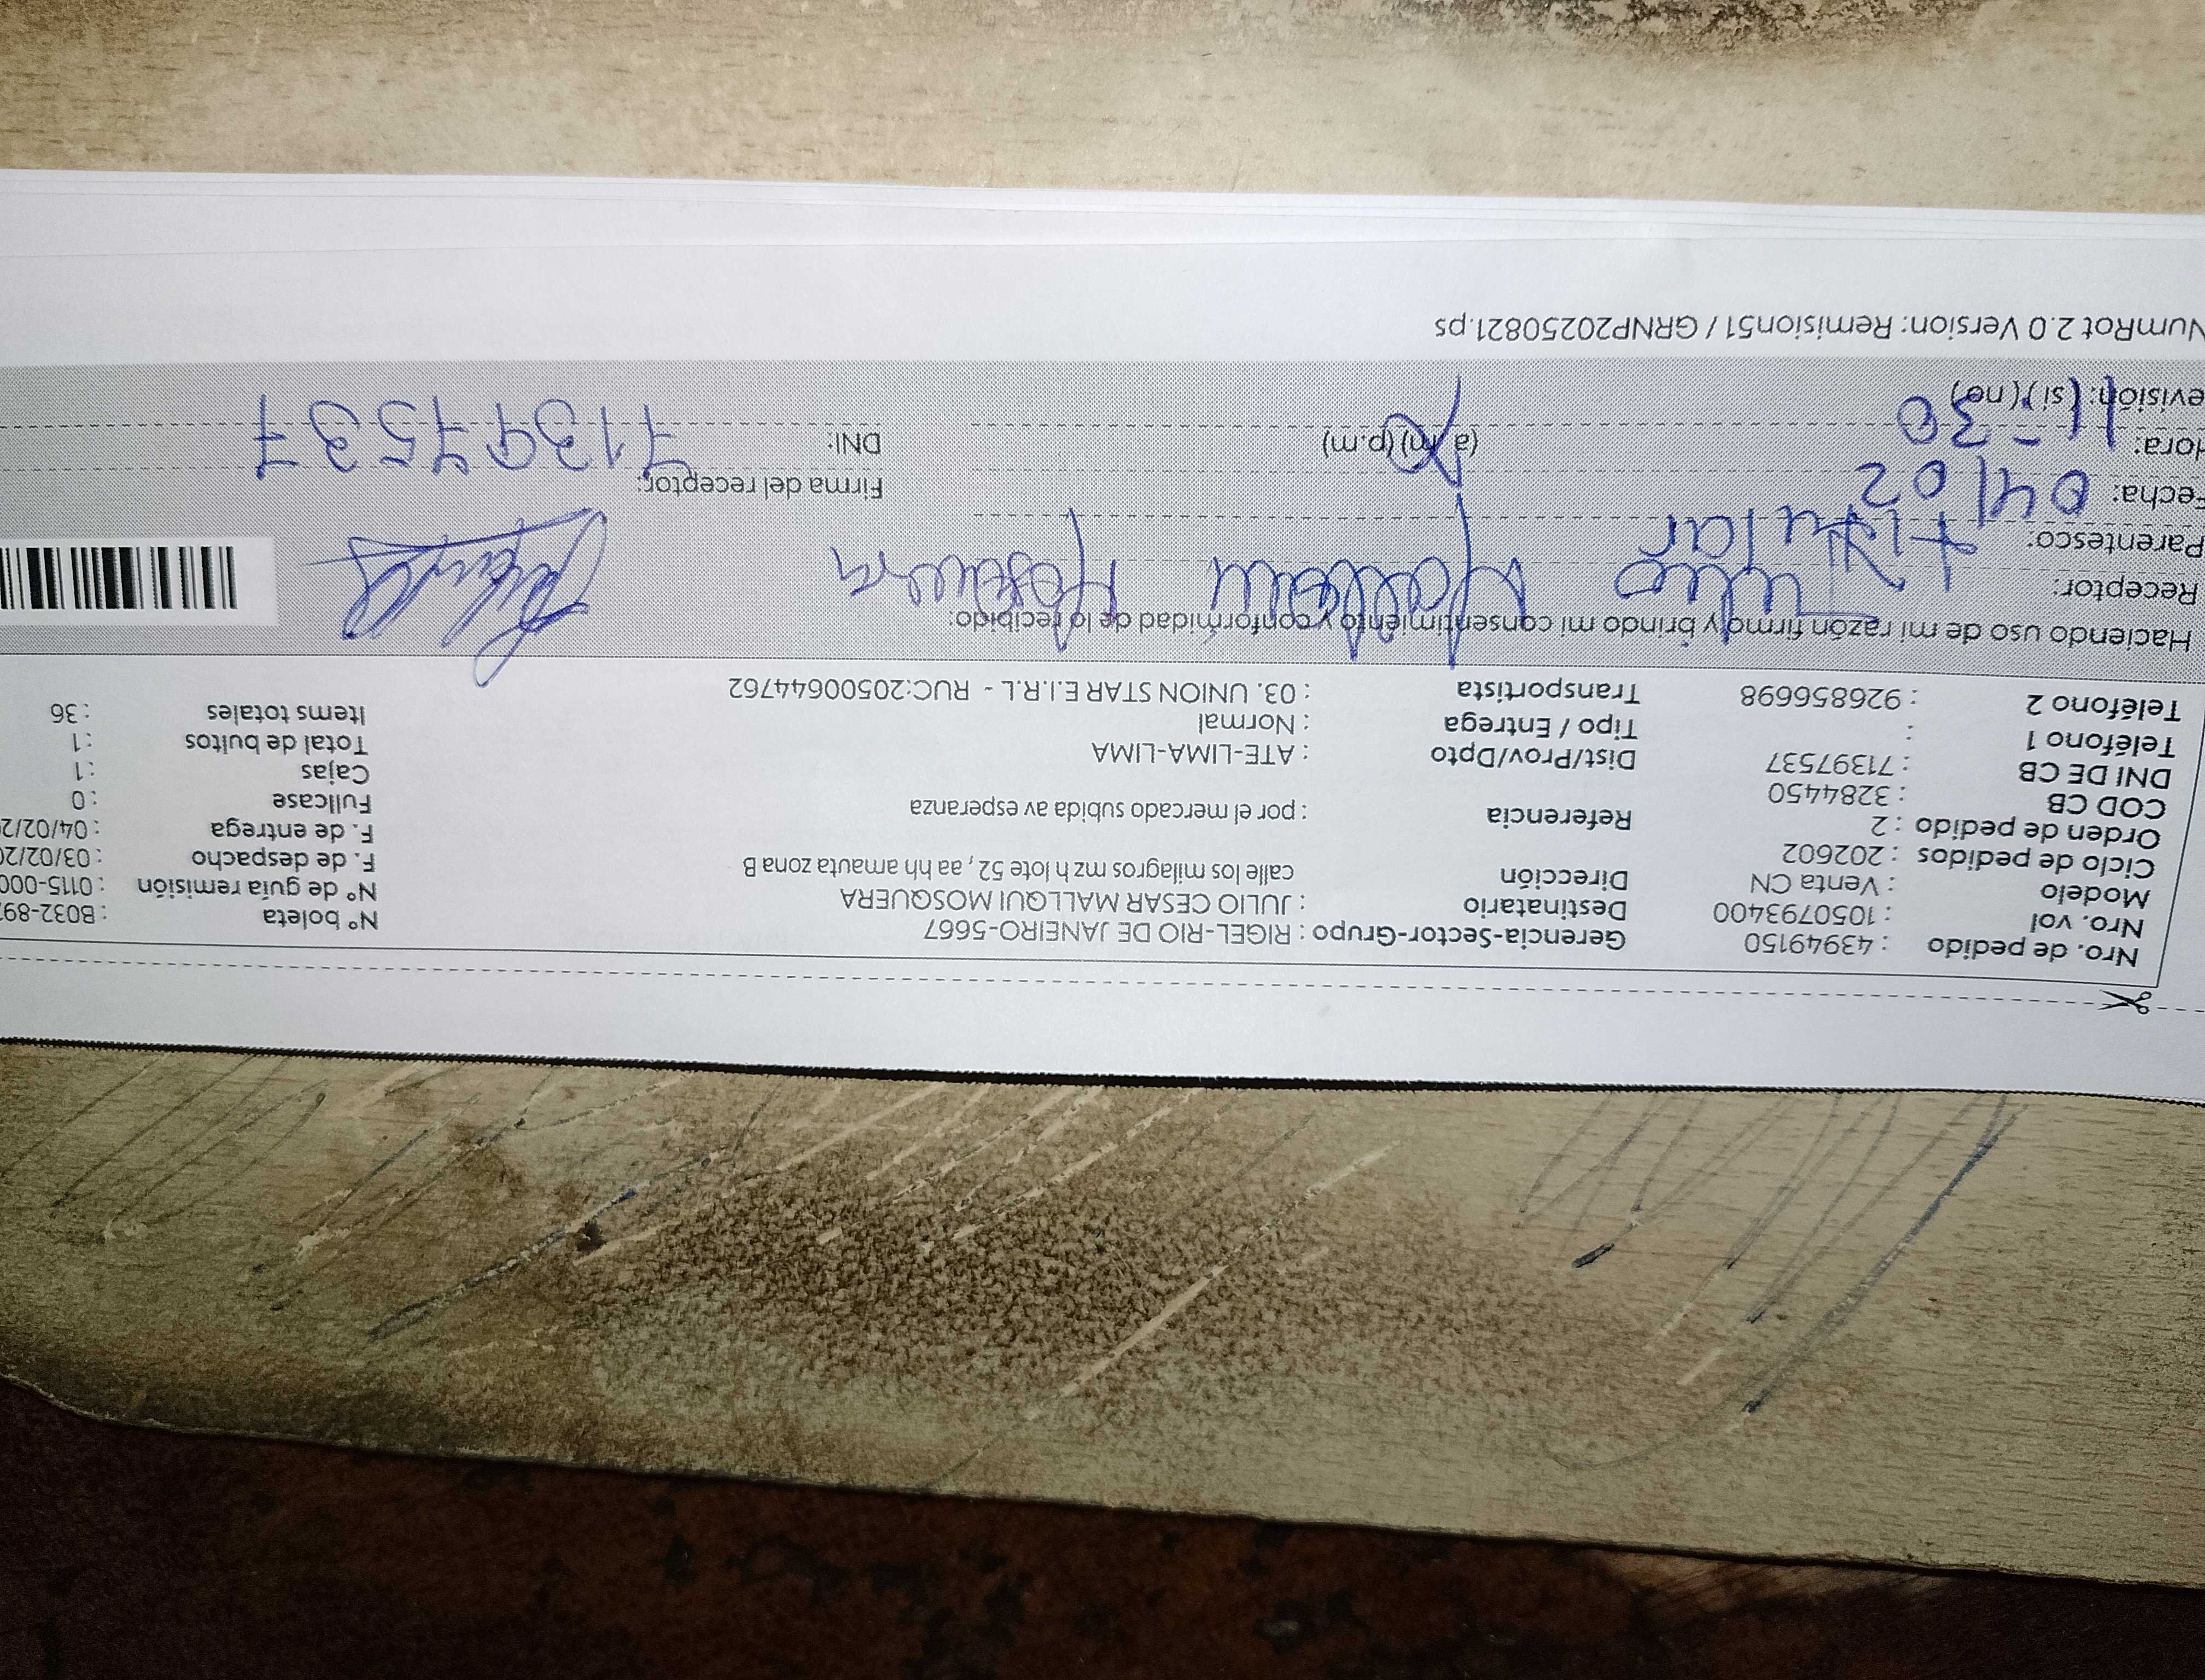 Nro. de pedido : 43949150 Gerencia-Sector-Grupo : RIGEL-RIO DE JANEIRO-5667 N° boleta : B032-897
Nro. vol : 1050793400 Destinatario : JULIO CESAR MALLQUI MOSQUERA N° de guía remisión : 0115-000
Modelo : Venta CN Dirección calle los milagros mz h lote 52 , aa hh amauta zona B F. de despacho : 03/02/2
Ciclo de pedidos : 202602 F. de entrega : 04/02/2
Orden de pedido : 2 Referencia : por el mercado subida av esperanza Fullcase : 0
COD CB : 3284450 Cajas : 1
DNI DE CB : 71397537 Dist/Prov/Dpto : ATE-LIMA-LIMA Total de bultos : 1
Teléfono 1 : Tipo / Entrega : Normal Items totales : 36
Teléfono 2 : 926856698 Transportista : 03. UNION STAR E.I.R.L - RUC:20500644762
Haciendo uso de mi razón firmo y brindo mi consentimiento y conformidad de lo recibido:
Receptor: Julio Mallqui Mosquera
Parentesco: titular
Fecha: 04/02 Firma del receptor:
Hora: 11-30 (a.m) (p.m) DNI: 71397537
evisión: (si) (no)
NumRot 2.0 Version: Remision51 / GRNP20250821.ps